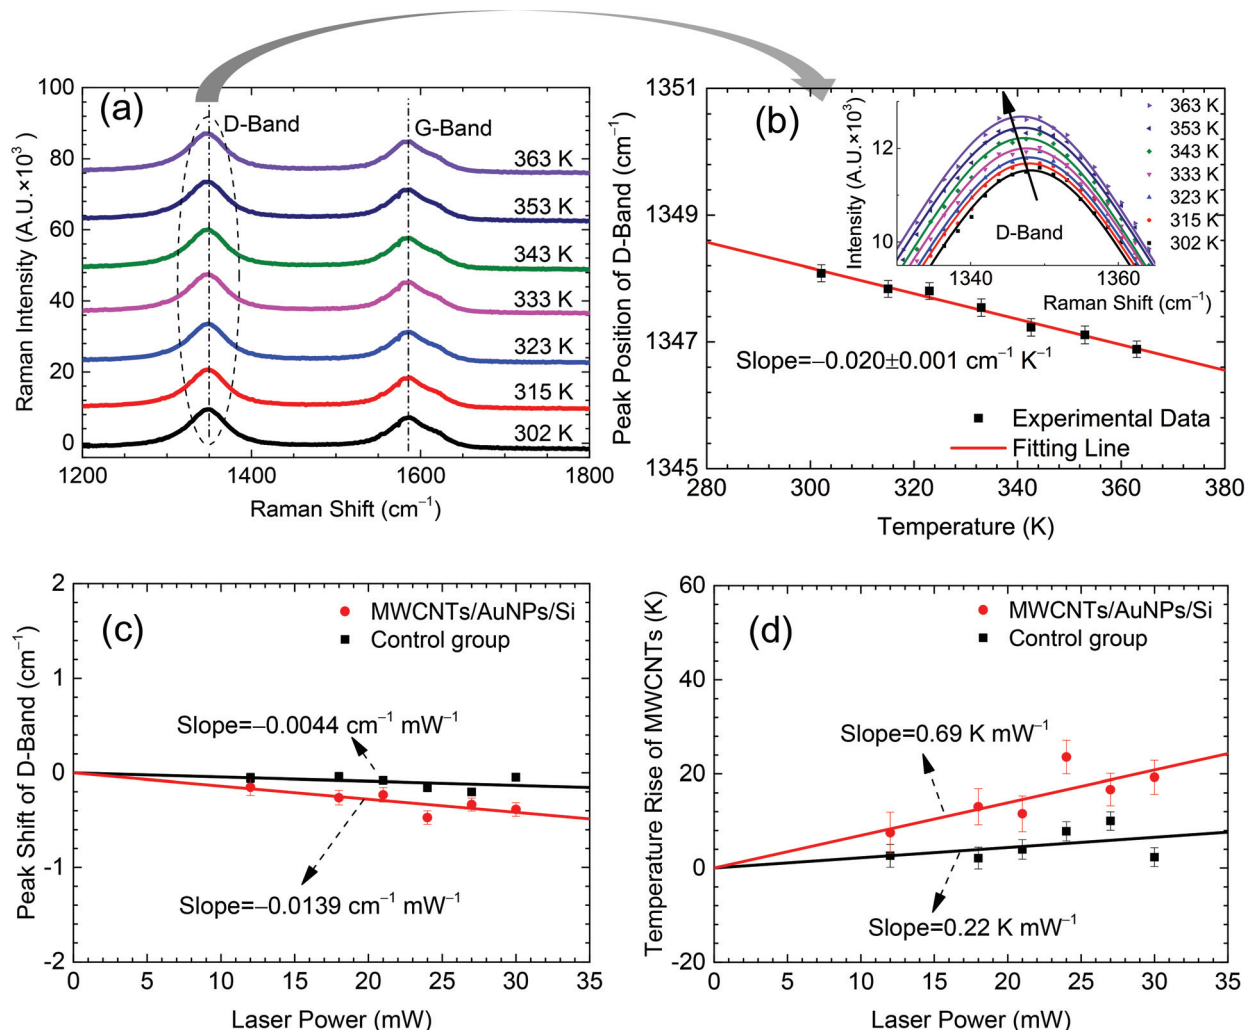 (a)
D-Band
G-Band
363 K
353 K
343 K
333 K
323 K
315 K
302 K
100
80
60
40
20
0
1200
1400
1600
1800
Raman Intensity (A.U.×10³)
Raman Shift (cm⁻¹)
(b)
1351
1349
1347
1345
280
300
320
340
360
380
Peak Position of D-Band (cm⁻¹)
Temperature (K)
Slope=−0.020±0.001 cm⁻¹ K⁻¹
Experimental Data
Fitting Line
12
10
1340
1360
Intensity (A.U.×10³)
Raman Shift (cm⁻¹)
D-Band
363 K
353 K
343 K
333 K
323 K
315 K
302 K
(c)
MWCNTs/AuNPs/Si
Control group
Slope=−0.0044 cm⁻¹ mW⁻¹
Slope=−0.0139 cm⁻¹ mW⁻¹
2
1
0
-1
-2
0
5
10
15
20
25
30
35
Peak Shift of D-Band (cm⁻¹)
Laser Power (mW)
(d)
MWCNTs/AuNPs/Si
Control group
Slope=0.69 K mW⁻¹
Slope=0.22 K mW⁻¹
60
40
20
0
-20
0
5
10
15
20
25
30
35
Temperature Rise of MWCNTs (K)
Laser Power (mW)